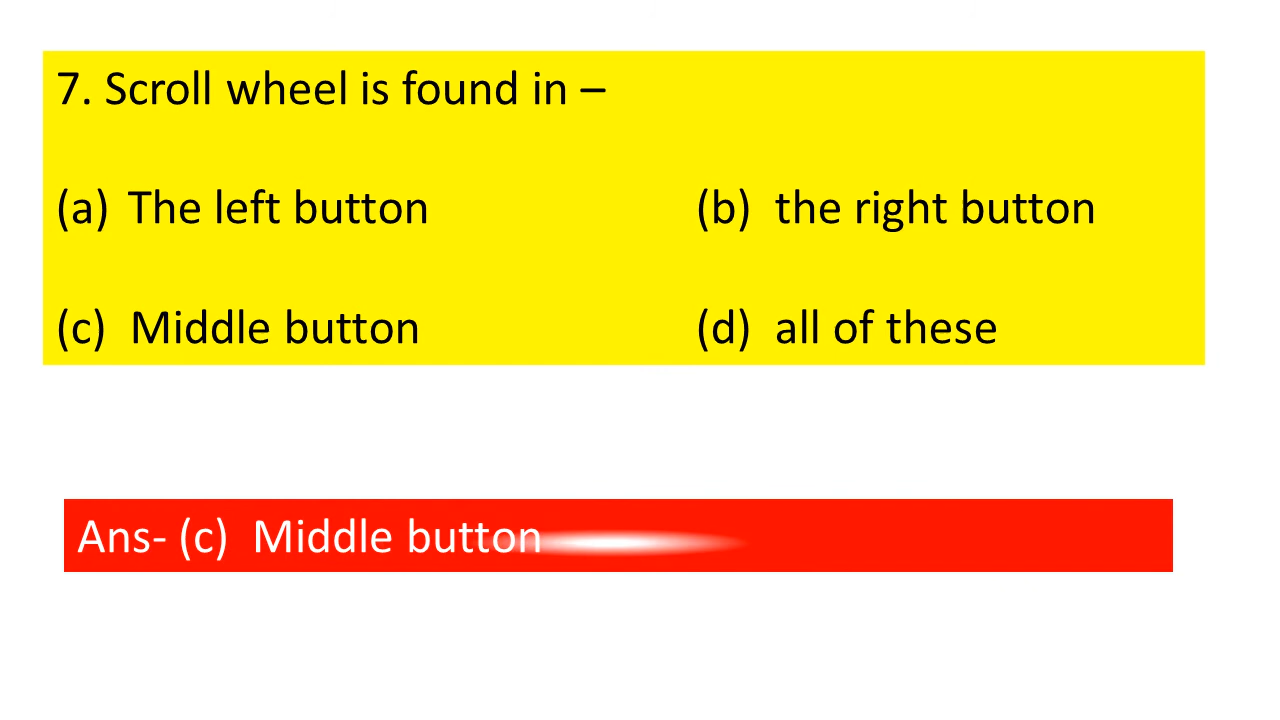 7. Scroll wheel is found in –
(a) The left button (b) the right button
(c) Middle button (d) all of these
Ans- (c) Middle button